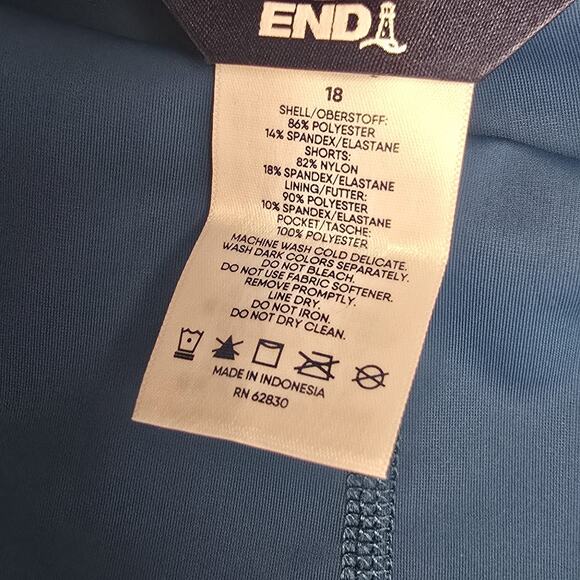 END
18
SHELL/OBERSTOFF:
86% POLYESTER
14% SPANDEX/ELASTANE
SHORTS:
82% NYLON
18% SPANDEX/ELASTANE
LINING/FUTTER:
90% POLYESTER
10% SPANDEX/ELASTANE
POCKET/TASCHE:
100% POLYESTER
MACHINE WASH COLD DELICATE.
WASH DARK COLORS SEPARATELY.
DO NOT BLEACH.
DO NOT USE FABRIC SOFTENER.
REMOVE PROMPTLY.
LINE DRY.
DO NOT IRON.
DO NOT DRY CLEAN.
MADE IN INDONESIA
RN 62830